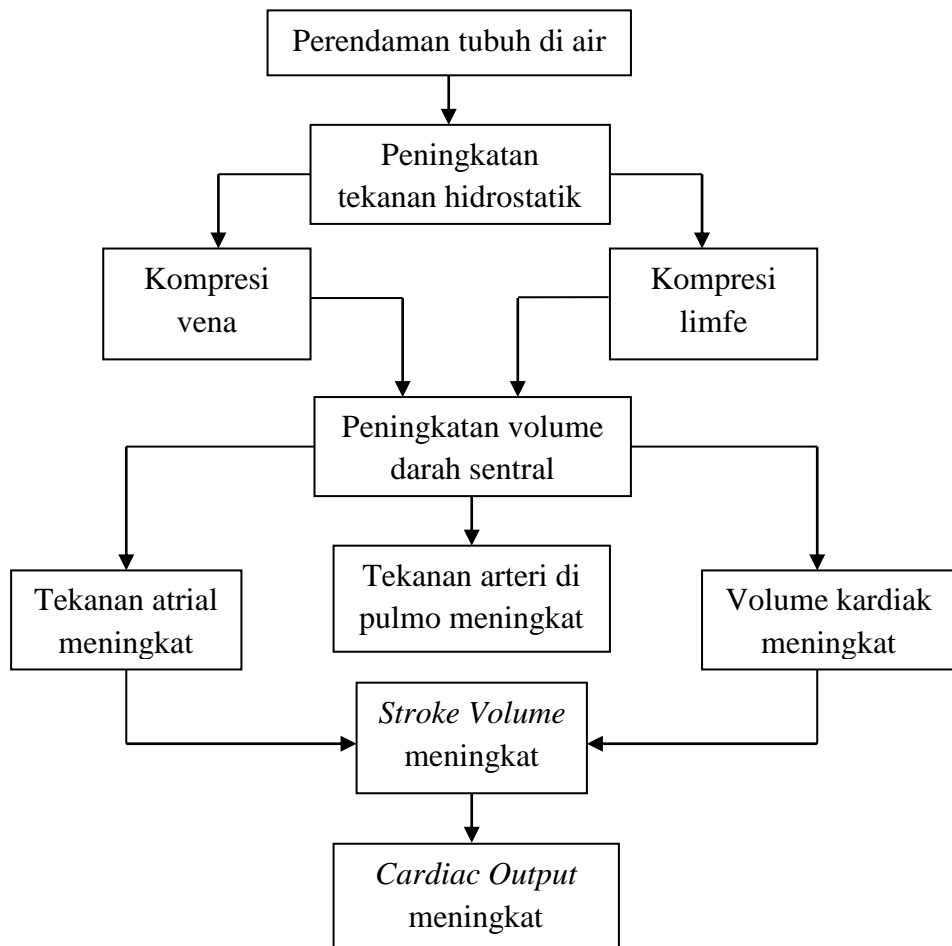 Perendaman tubuh di air
Peningkatan
tekanan hidrostatik
Kompresi
vena
Kompresi
limfe
Peningkatan volume
darah sentral
Tekanan atrial
meningkat
Tekanan arteri di
pulmo meningkat
Volume kardiak
meningkat
Stroke Volume
meningkat
Cardiac Output
meningkat